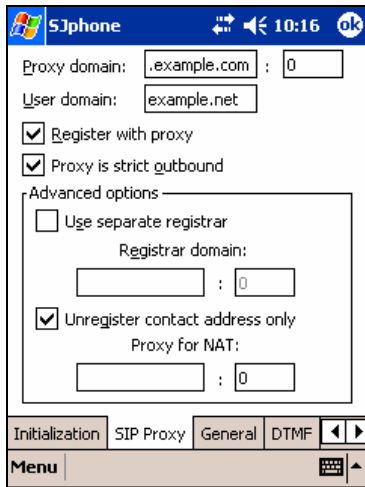 SJphone 10:16 ok
Proxy domain: .example.com : 0
User domain: example.net
Register with proxy
Proxy is strict outbound
Advanced options
Use separate registrar
Registrar domain:
: 0
Unregister contact address only
Proxy for NAT:
: 0
Initialization SIP Proxy General DTMF
Menu